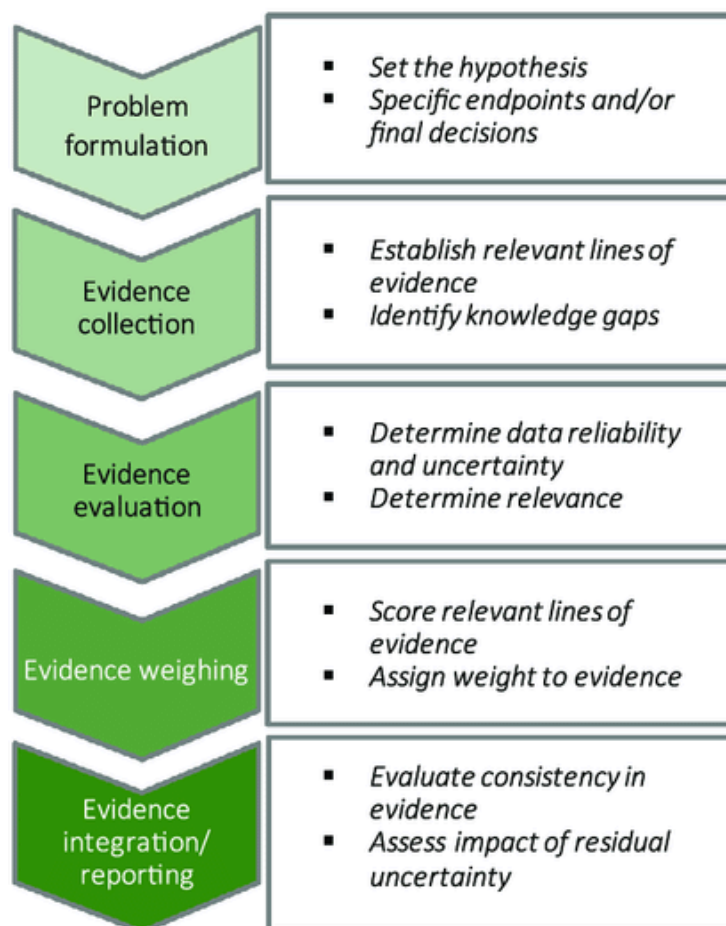 Problem
formulation
▪ Set the hypothesis
▪ Specific endpoints and/or
final decisions
Evidence
collection
▪ Establish relevant lines of
evidence
▪ Identify knowledge gaps
Evidence
evaluation
▪ Determine data reliability
and uncertainty
▪ Determine relevance
Evidence weighing
▪ Score relevant lines of
evidence
▪ Assign weight to evidence
Evidence
integration/
reporting
▪ Evaluate consistency in
evidence
▪ Assess impact of residual
uncertainty